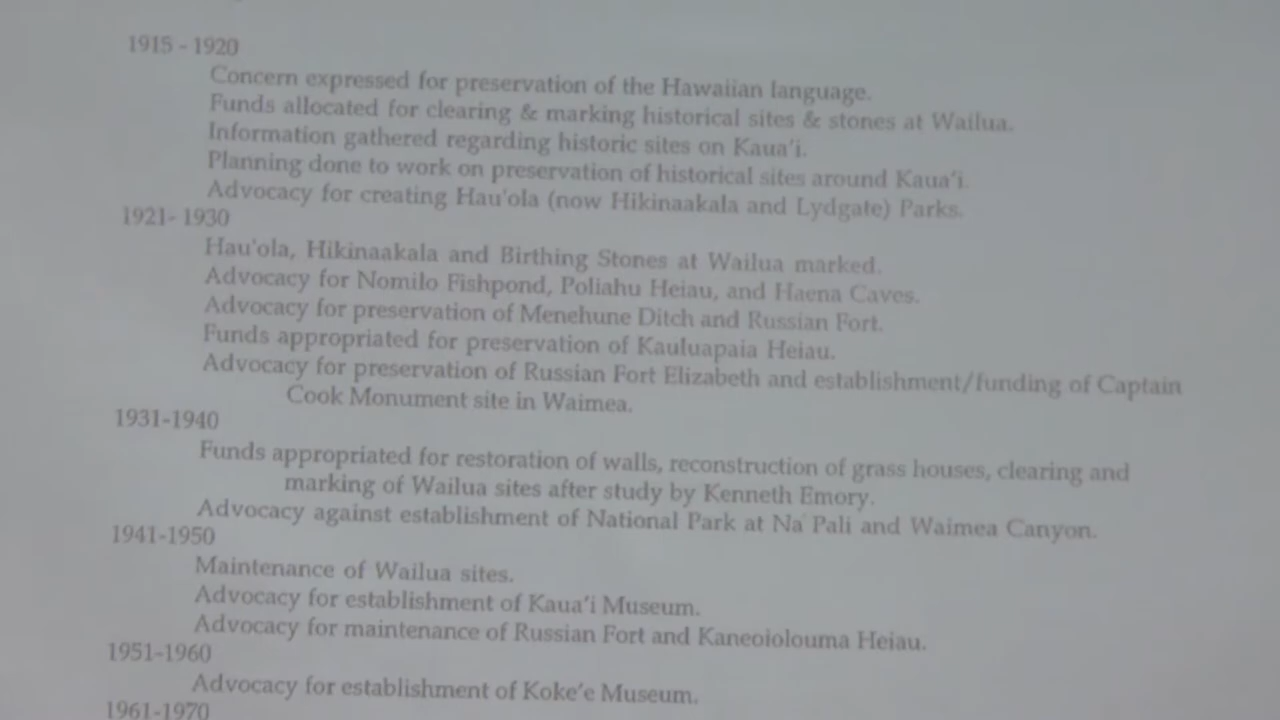 1915 - 1920
Concern expressed for preservation of the Hawaiian language.
Funds allocated for clearing & marking historical sites & stones at Wailua.
Information gathered regarding historic sites on Kaua'i.
Planning done to work on preservation of historical sites around Kaua'i.
Advocacy for creating Hau'ola (now Hikinaakala and Lydgate) Parks.
1921- 1930
Hau'ola, Hikinaakala and Birthing Stones at Wailua marked.
Advocacy for Nomilo Fishpond, Poliahu Heiau, and Haena Caves.
Advocacy for preservation of Menehune Ditch and Russian Fort.
Funds appropriated for preservation of Kauluapaia Heiau.
Advocacy for preservation of Russian Fort Elizabeth and establishment/funding of Captain
Cook Monument site in Waimea.
1931-1940
Funds appropriated for restoration of walls, reconstruction of grass houses, clearing and
marking of Wailua sites after study by Kenneth Emory.
Advocacy against establishment of National Park at Na Pali and Waimea Canyon.
1941-1950
Maintenance of Wailua sites.
Advocacy for establishment of Kaua'i Museum.
Advocacy for maintenance of Russian Fort and Kaneoiolouma Heiau.
1951-1960
Advocacy for establishment of Koke'e Museum.
1961-1970